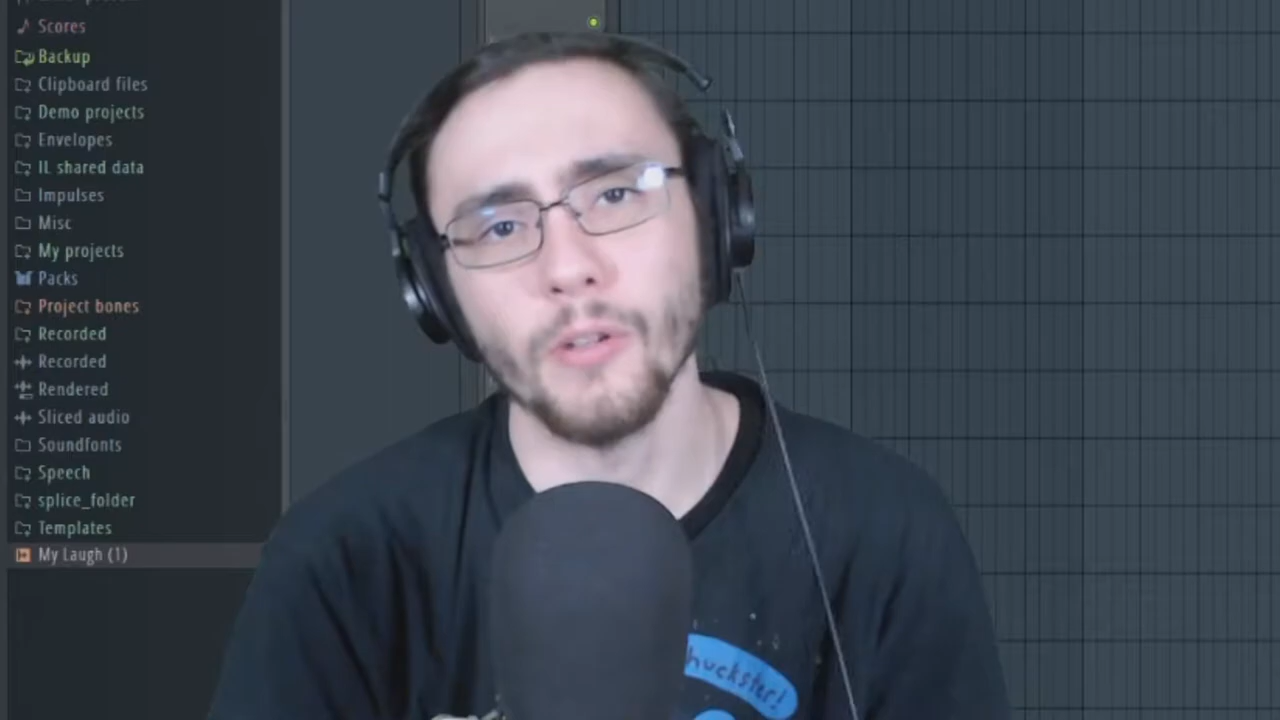 Scores
Backup
Clipboard files
Demo projects
Envelopes
IL shared data
Impulses
Misc
My projects
Packs
Project bones
Recorded
Recorded
Rendered
Sliced audio
Soundfonts
Speech
splice_folder
Templates
My Laugh (1)
huckster!